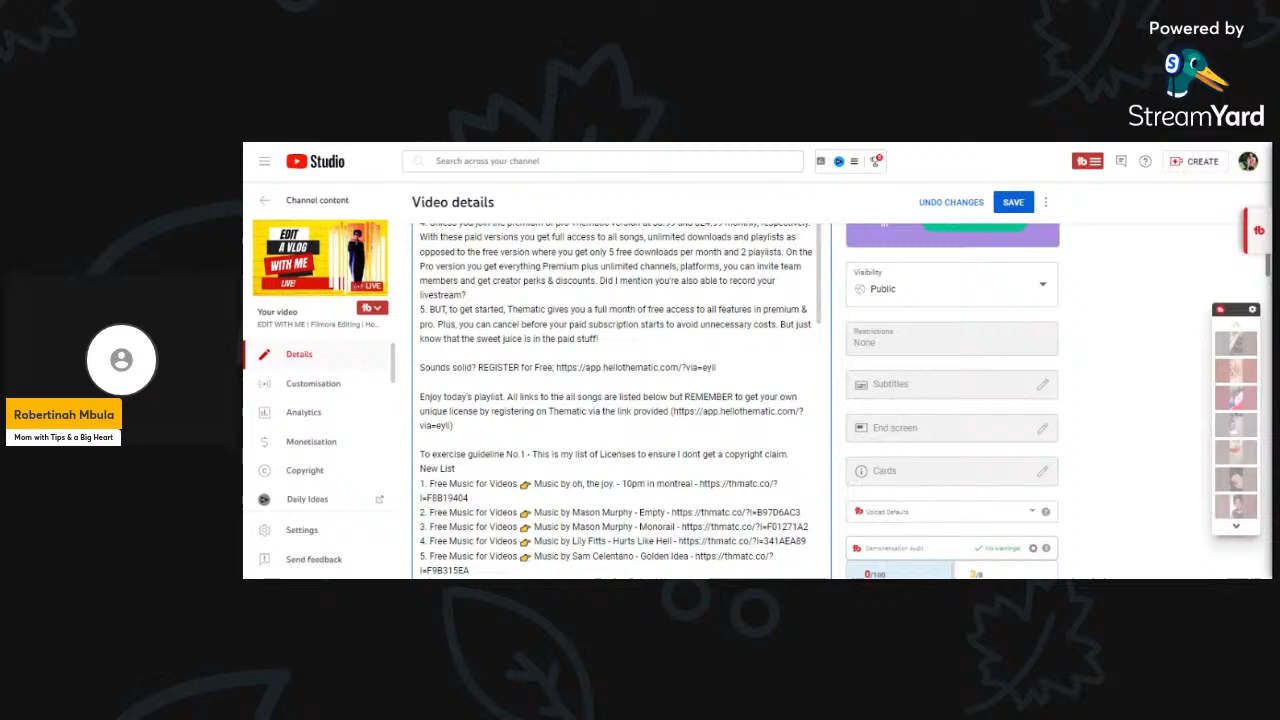 Powered by
StreamYard
Studio
Search across your channel
CREATE
Channel content
Video details
UNDO CHANGES
SAVE
EDIT
A VLOG
WITH ME
LIVE!
LIVE
Your video
EDIT WITH ME ! Filmora Editing | Ho...
Details
Customisation
Analytics
Monetisation
Copyright
Daily Ideas
Settings
Send feedback
With these paid versions you get full access to all songs, unlimited downloads and playlists as
opposed to the free version where you get only 5 free downloads per month and 2 playlists. On the
Pro version you get everything Premium plus unlimited channels, platforms, you can invite team
members and get creator perks & discounts. Did I mention you're also able to record your
livestream?
5. BUT, to get started, Thematic gives you a full month of free access to all features in premium &
pro. Plus, you can cancel before your paid subscription starts to avoid unnecessary costs. But just
know that the sweet juice is in the paid stuff!
Sounds solid? REGISTER for Free; https://app.hellothematic.com/?via=eyli
Enjoy today's playlist. All links to the all songs are listed below but REMEMBER to get your own
unique license by registering on Thematic via the link provided (https://app.hellothematic.com/?
via=eyli)
To exercise guideline No.1 - This is my list of Licenses to ensure I dont get a copyright claim.
New List
1. Free Music for Videos 👉 Music by oh, the joy. - 10pm in montreal - https://thmatc.co/?
l=F8B19404
2. Free Music for Videos 👉 Music by Mason Murphy - Empty - https://thmatc.co/?l=B97D6AC3
3. Free Music for Videos 👉 Music by Mason Murphy - Monorail - https://thmatc.co/?l=F01271A2
4. Free Music for Videos 👉 Music by Lily Fitts - Hurts Like Hell - https://thmatc.co/?l=341AEA89
5. Free Music for Videos 👉 Music by Sam Celentano - Golden Idea - https://thmatc.co/?
l=F9B315EA
Visibility
Public
Restrictions
None
Subtitles
End screen
Cards
Upload Defaults
Demonetisation Audit
No warnings!
0/100
3/8
Robertinah Mbula
Mom with Tips & a Big Heart